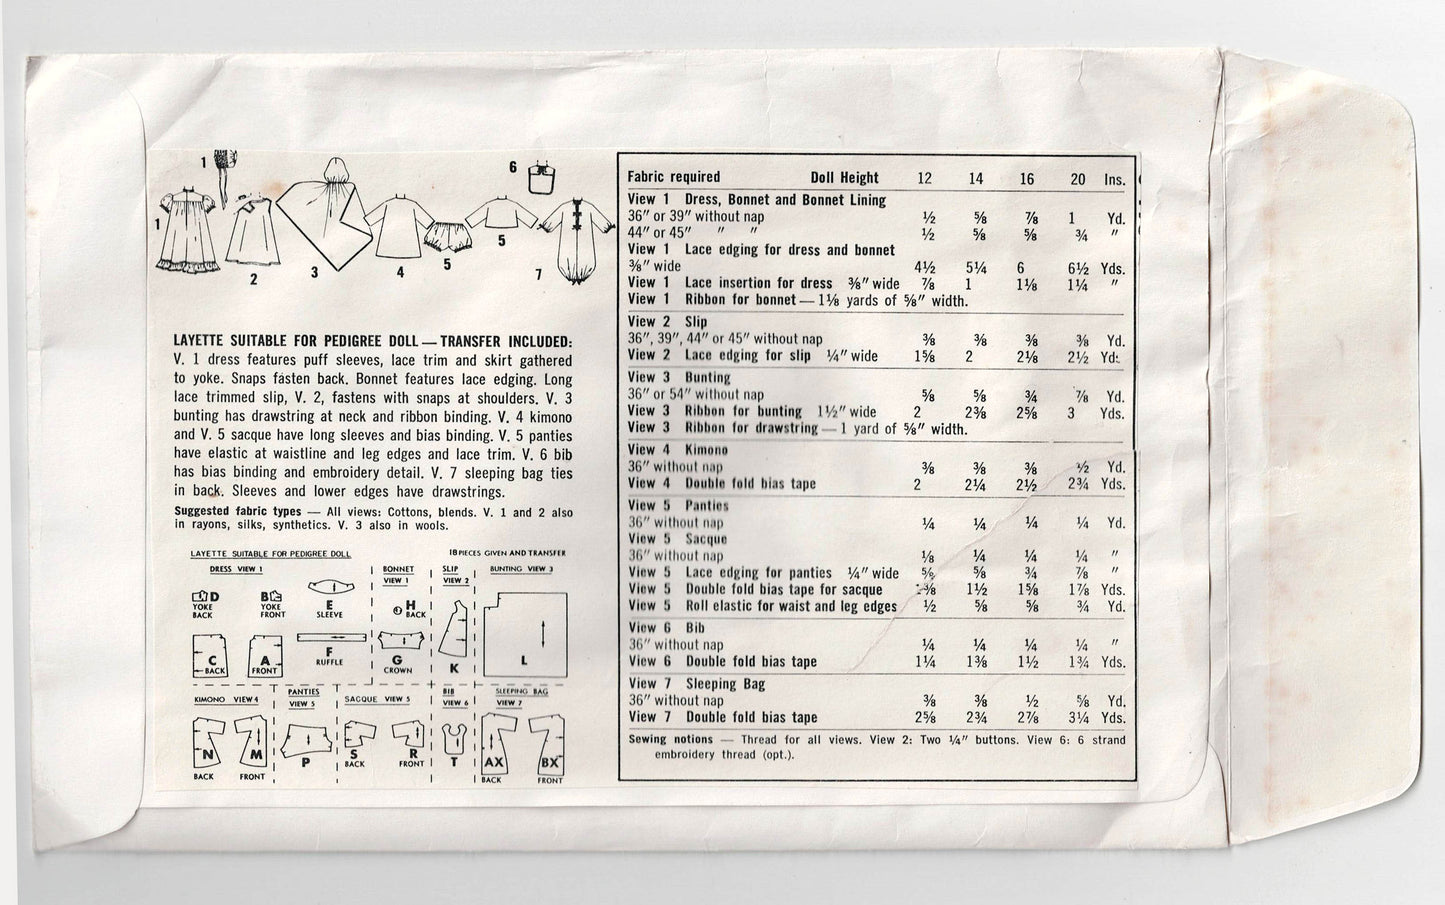 1
1
2
3
4
5
5
6
7
LAYETTE SUITABLE FOR PEDIGREE DOLL — TRANSFER INCLUDED:
V. 1 dress features puff sleeves, lace trim and skirt gathered
to yoke. Snaps fasten back. Bonnet features lace edging. Long
lace trimmed slip, V. 2, fastens with snaps at shoulders. V. 3
bunting has drawstring at neck and ribbon binding. V. 4 kimono
and V. 5 sacque have long sleeves and bias binding. V. 5 panties
have elastic at waistline and leg edges and lace trim. V. 6 bib
has bias binding and embroidery detail. V. 7 sleeping bag ties
in back. Sleeves and lower edges have drawstrings.
Suggested fabric types — All views: Cottons, blends. V. 1 and 2 also
in rayons, silks, synthetics. V. 3 also in wools.
LAYETTE SUITABLE FOR PEDIGREE DOLL 18 PIECES GIVEN AND TRANSFER
DRESS VIEW 1
D
YOKE
BACK
B
YOKE
FRONT
E
SLEEVE
C
BACK
A
FRONT
F
RUFFLE
BONNET
VIEW 1
H
BACK
G
CROWN
SLIP
VIEW 2
K
BUNTING VIEW 3
L
KIMONO VIEW 4
N
BACK
M
FRONT
PANTIES
VIEW 5
P
SACQUE VIEW 5
S
BACK
R
FRONT
BIB
VIEW 6
T
SLEEPING BAG
VIEW 7
AX
BACK
BX
FRONT
Fabric required Doll Height 12 14 16 20 Ins.
View 1 Dress, Bonnet and Bonnet Lining
36" or 39" without nap ½ ⅝ ⅞ 1 Yd.
44" or 45" " " ½ ⅝ ⅝ ¾ "
View 1 Lace edging for dress and bonnet
⅜" wide 4½ 5¼ 6 6½ Yds.
View 1 Lace insertion for dress ⅜" wide ⅞ 1 1⅛ 1¼ "
View 1 Ribbon for bonnet — 1⅛ yards of ⅝" width.
View 2 Slip
36", 39", 44" or 45" without nap ⅜ ⅜ ⅜ ⅜ Yd.
View 2 Lace edging for slip ¼" wide 1⅝ 2 2⅛ 2½ Yds.
View 3 Bunting
36" or 54" without nap ⅝ ⅝ ¾ ⅞ Yd.
View 3 Ribbon for bunting 1½" wide 2 2⅜ 2⅝ 3 Yds.
View 3 Ribbon for drawstring — 1 yard of ⅝" width.
View 4 Kimono
36" without nap ⅜ ⅜ ⅜ ½ Yd.
View 4 Double fold bias tape 2 2¼ 2½ 2¾ Yds.
View 5 Panties
36" without nap ¼ ¼ ¼ ¼ Yd.
View 5 Sacque
36" without nap ⅛ ¼ ¼ ¼ "
View 5 Lace edging for panties ¼" wide ⅝ ⅝ ¾ ⅞ "
View 5 Double fold bias tape for sacque 1½ 1⅝ 1⅞ Yds.
View 5 Roll elastic for waist and leg edges ½ ⅝ ⅝ ¾ Yd.
View 6 Bib
36" without nap ¼ ¼ ¼ ¼ "
View 6 Double fold bias tape 1¼ 1⅜ 1½ 1¾ Yds.
View 7 Sleeping Bag
36" without nap ⅜ ⅜ ½ ⅝ Yd.
View 7 Double fold bias tape 2⅝ 2¾ 2⅞ 3¼ Yds.
Sewing notions — Thread for all views. View 2: Two ¼" buttons. View 6: 6 strand
embroidery thread (opt.).